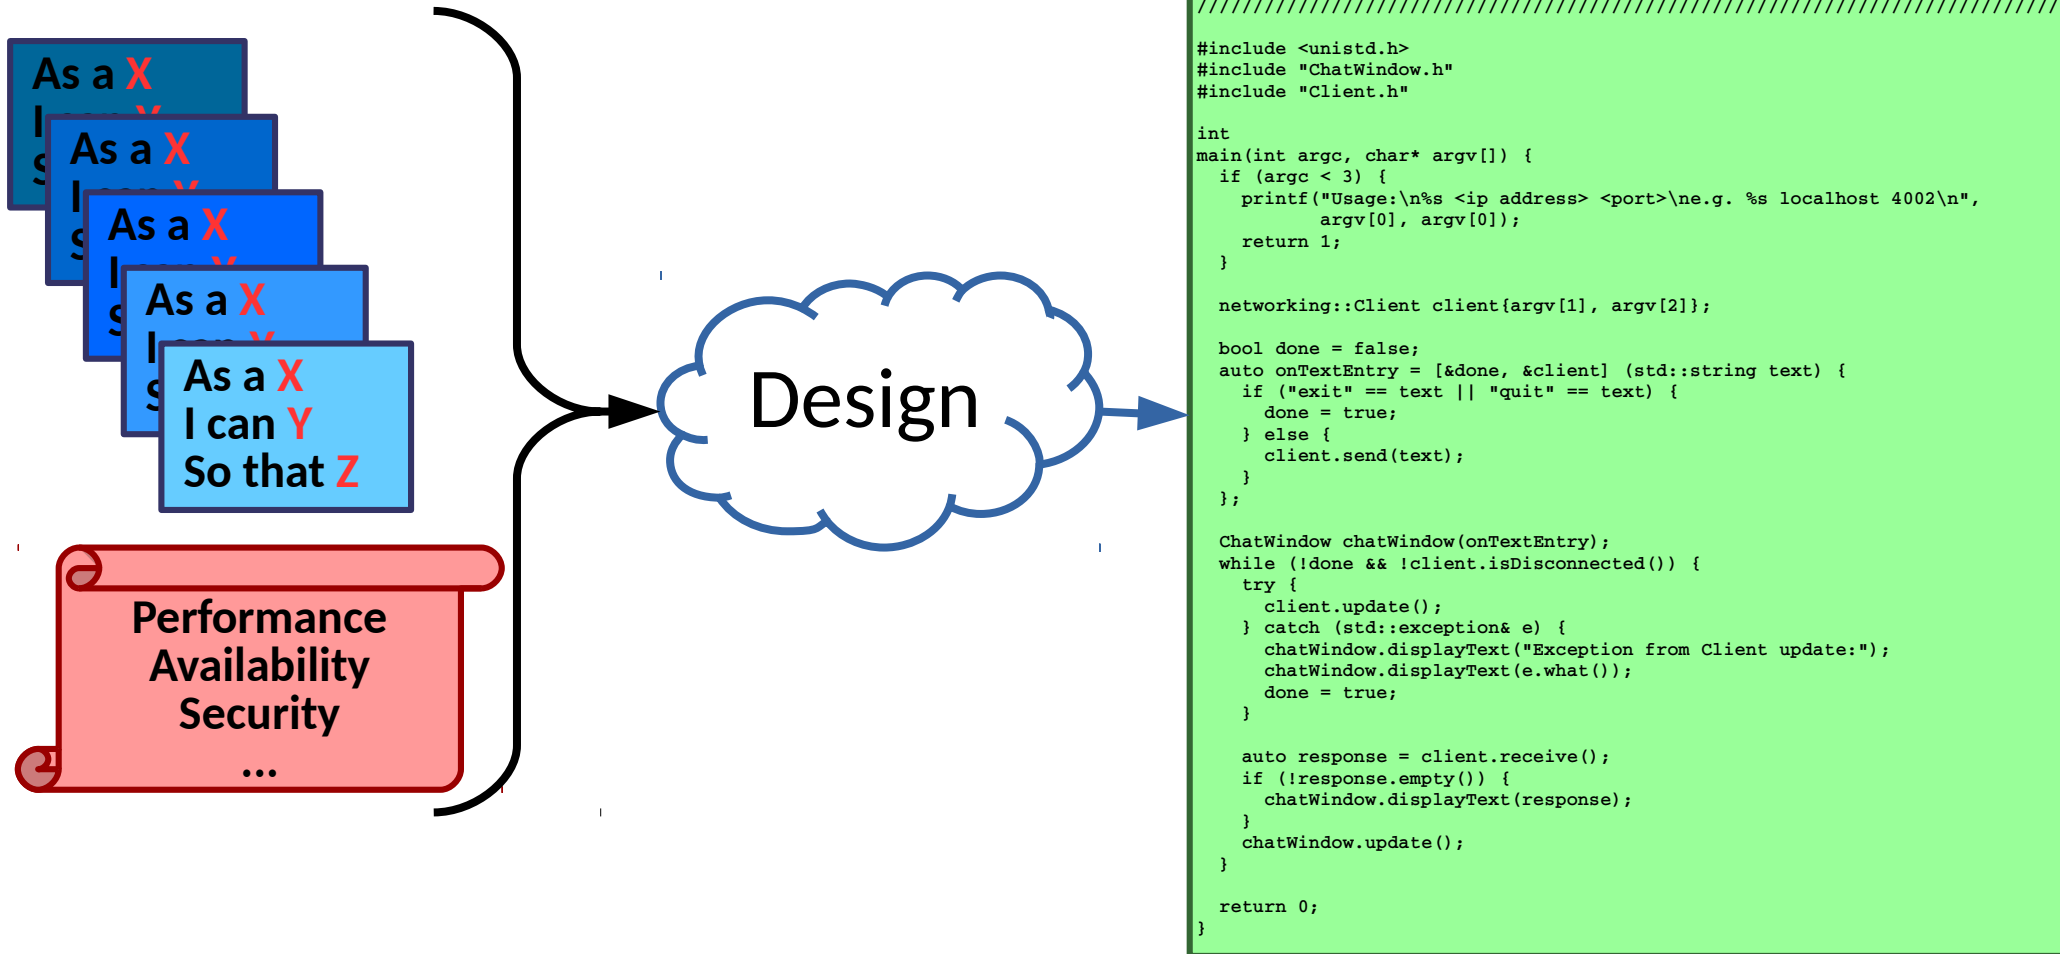 As a X
As a X
As a X
As a X
As a X
I can Y
So that Z
Performance
Availability
Security
...
Design
////////////////////////////////////////////////////////////////////////////////
#include <unistd.h>
#include "ChatWindow.h"
#include "Client.h"
int
main(int argc, char* argv[]) {
  if (argc < 3) {
    printf("Usage:\n%s <ip address> <port>\ne.g. %s localhost 4002\n",
           argv[0], argv[0]);
    return 1;
  }
  networking::Client client{argv[1], argv[2]};
  bool done = false;
  auto onTextEntry = [&done, &client] (std::string text) {
    if ("exit" == text || "quit" == text) {
      done = true;
    } else {
      client.send(text);
    }
  };
  ChatWindow chatWindow(onTextEntry);
  while (!done && !client.isDisconnected()) {
    try {
      client.update();
    } catch (std::exception& e) {
      chatWindow.displayText("Exception from Client update:");
      chatWindow.displayText(e.what());
      done = true;
    }
    auto response = client.receive();
    if (!response.empty()) {
      chatWindow.displayText(response);
    }
    chatWindow.update();
  }
  return 0;
}